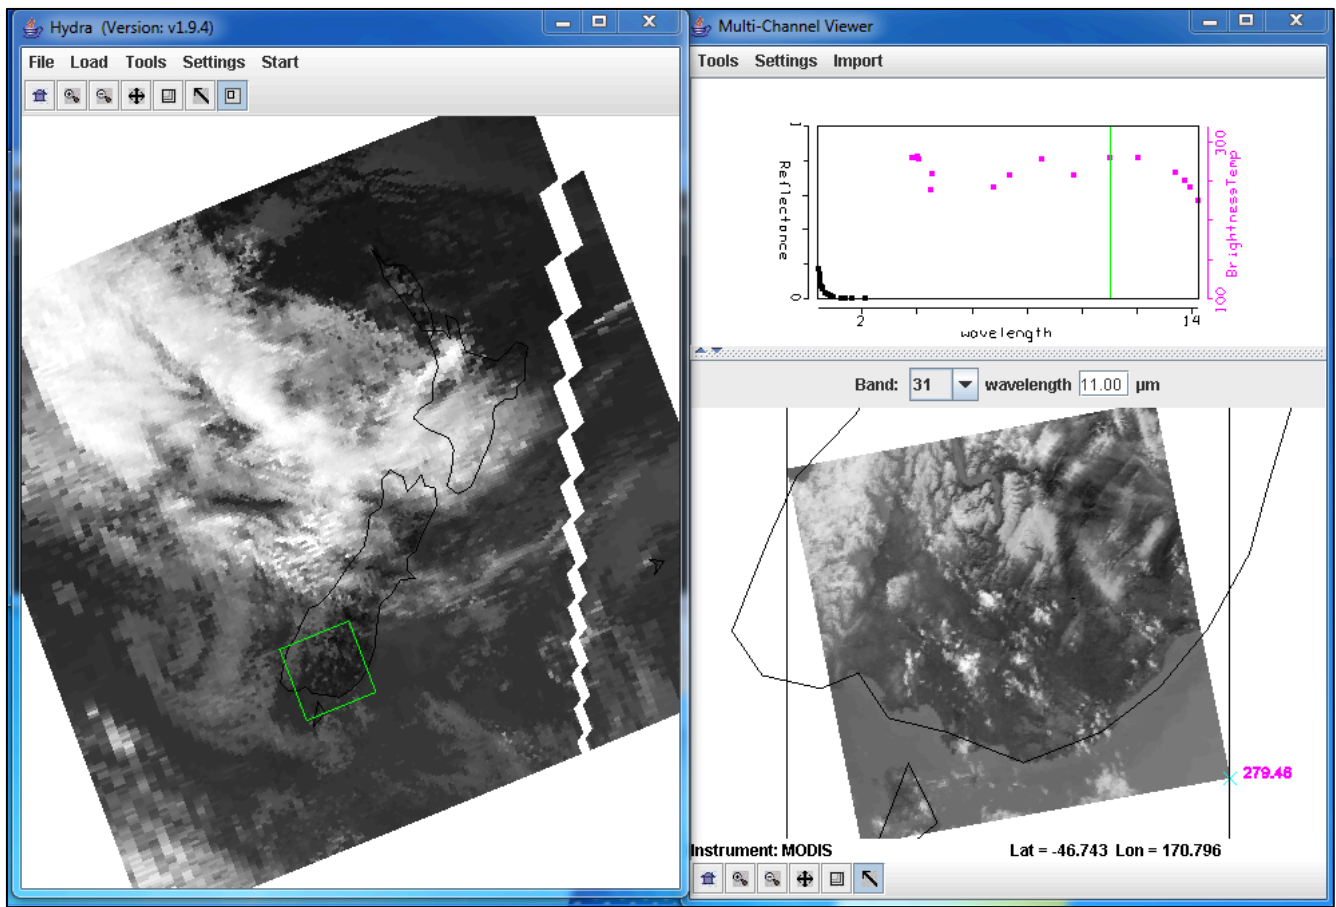 Hydra (Version: v1.9.4)
File Load Tools Settings Start
Multi-Channel Viewer
Tools Settings Import
1
Reflectance
0
300
BrightnessTemp
100
2
14
wavelength
Band: 31 wavelength 11.00 µm
279.48
Instrument: MODIS Lat = -46.743 Lon = 170.796